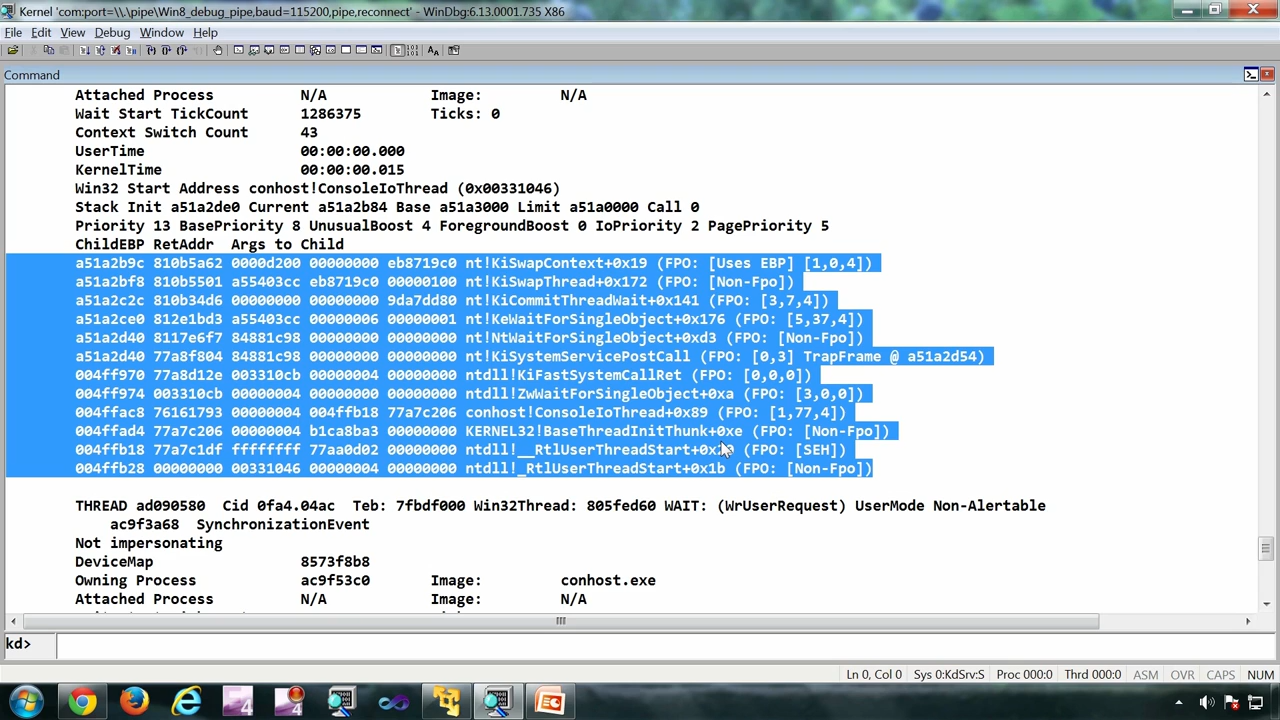 Kernel 'com:port=\\.\pipe\Win8_debug_pipe,baud=115200,pipe,reconnect' - WinDbg:6.13.0001.735 X86
File Edit View Debug Window Help
Command
Attached Process N/A Image: N/A
Wait Start TickCount 1286375 Ticks: 0
Context Switch Count 43
UserTime 00:00:00.000
KernelTime 00:00:00.015
Win32 Start Address conhost!ConsoleIoThread (0x00331046)
Stack Init a51a2de0 Current a51a2b84 Base a51a3000 Limit a51a0000 Call 0
Priority 13 BasePriority 8 UnusualBoost 4 ForegroundBoost 0 IoPriority 2 PagePriority 5
ChildEBP RetAddr Args to Child
a51a2b9c 810b5a62 0000d200 00000000 eb8719c0 nt!KiSwapContext+0x19 (FPO: [Uses EBP] [1,0,4])
a51a2bf8 810b5501 a55403cc eb8719c0 00000100 nt!KiSwapThread+0x172 (FPO: [Non-Fpo])
a51a2c2c 810b34d6 00000000 00000000 9da7dd80 nt!KiCommitThreadWait+0x141 (FPO: [3,7,4])
a51a2ce0 812e1bd3 a55403cc 00000006 00000001 nt!KeWaitForSingleObject+0x176 (FPO: [5,37,4])
a51a2d40 8117e6f7 84881c98 00000000 00000000 nt!NtWaitForSingleObject+0xd3 (FPO: [Non-Fpo])
a51a2d40 77a8f804 84881c98 00000000 00000000 nt!KiSystemServicePostCall (FPO: [0,3] TrapFrame @ a51a2d54)
004ff970 77a8d12e 003310cb 00000004 00000000 ntdll!KiFastSystemCallRet (FPO: [0,0,0])
004ff974 003310cb 00000004 00000000 00000000 ntdll!ZwWaitForSingleObject+0xa (FPO: [3,0,0])
004ffac8 76161793 00000004 004ffb18 77a7c206 conhost!ConsoleIoThread+0x89 (FPO: [1,77,4])
004ffad4 77a7c206 00000004 b1ca8ba3 00000000 KERNEL32!BaseThreadInitThunk+0xe (FPO: [Non-Fpo])
004ffb18 77a7c1df ffffffff 77aa0d02 00000000 ntdll!__RtlUserThreadStart+ (FPO: [SEH])
004ffb28 00000000 00331046 00000004 00000000 ntdll!_RtlUserThreadStart+0x1b (FPO: [Non-Fpo])
THREAD ad090580 Cid 0fa4.04ac Teb: 7fbdf000 Win32Thread: 805fed60 WAIT: (WrUserRequest) UserMode Non-Alertable
ac9f3a68 SynchronizationEvent
Not impersonating
DeviceMap 8573f8b8
Owning Process ac9f53c0 Image: conhost.exe
Attached Process N/A Image: N/A
kd>
Ln 0, Col 0 Sys 0:KdSrv:S Proc 000:0 Thrd 000:0 ASM OVR CAPS NUM